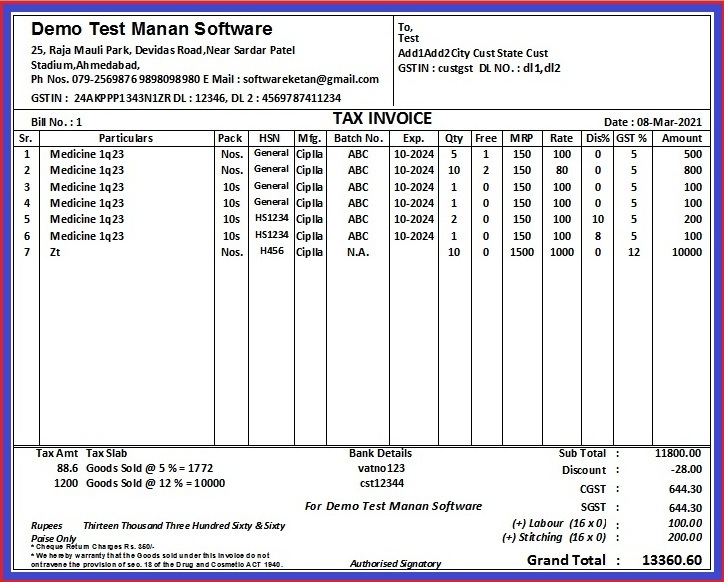 Demo Test Manan Software
25, Raja Mauli Park, Devidas Road,Near Sardar Patel
Stadium,Ahmedabad,
Ph Nos. 079-2569876 9898098980 E Mail : softwareketan@gmail.com
GSTIN : 24AKPPP1343N1ZR DL : 12346, DL 2 : 4569787411234
To,
Test
Add1Add2City Cust State Cust
GSTIN : custgst DL NO. : dl1,dl2
Bill No. : 1 TAX INVOICE Date : 08-Mar-2021
Sr. Particulars Pack HSN Mfg. Batch No. Exp. Qty Free MRP Rate Dis% GST % Amount
1 Medicine 1q23 Nos. General Ciplla ABC 10-2024 5 1 150 100 0 5 500
2 Medicine 1q23 Nos. General Ciplla ABC 10-2024 10 2 150 80 0 5 800
3 Medicine 1q23 10s General Ciplla ABC 10-2024 1 0 150 100 0 5 100
4 Medicine 1q23 10s General Ciplla ABC 10-2024 1 0 150 100 0 5 100
5 Medicine 1q23 10s HS1234 Ciplla ABC 10-2024 2 0 150 100 10 5 200
6 Medicine 1q23 10s HS1234 Ciplla ABC 10-2024 1 0 150 100 8 5 100
7 Zt Nos. H456 Ciplla N.A. 10 0 1500 1000 0 12 10000
Tax Amt Tax Slab Bank Details Sub Total : 11800.00
88.6 Goods Sold @ 5 % = 1772 vatno123 Discount : -28.00
1200 Goods Sold @ 12 % = 10000 cst12344 CGST : 644.30
For Demo Test Manan Software SGST : 644.30
Rupees Thirteen Thousand Three Hundred Sixty & Sixty (+) Labour (16 x 0) : 100.00
Paise Only (+) Stitching (16 x 0) : 200.00
* Cheque Return Charges Rs. 350/-
* We hereby warranty that the Goods sold under this invoice do not
ontravene the provision of sec. 18 of the Drug and Cosmetic ACT 1940. Authorised Signatory Grand Total : 13360.60